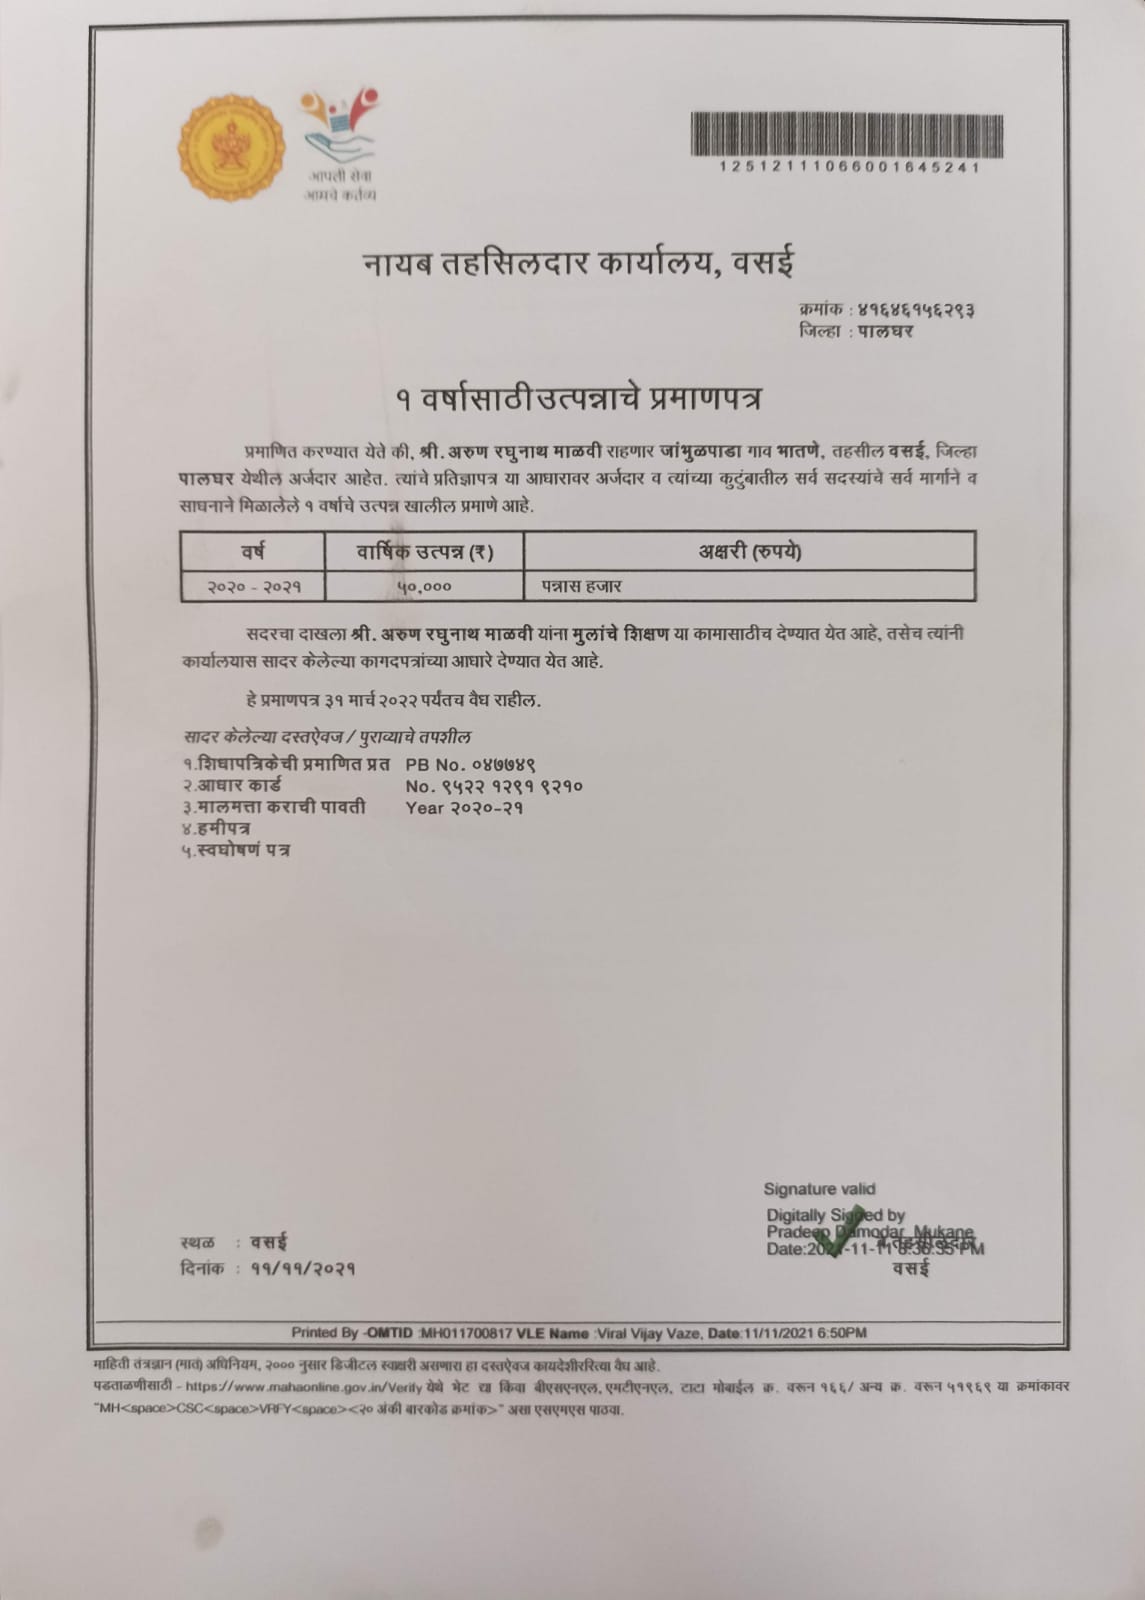 आपली सेवा
आमचे कर्तव्य
12512111066001645241
नायब तहसिलदार कार्यालय, वसई
क्रमांक : ४१६४६१५६२९३
जिल्हा : पालघर
१ वर्षासाठी उत्पन्नाचे प्रमाणपत्र
प्रमाणित करण्यात येते की, श्री. अरुण रघुनाथ माळवी राहणार जांभुळपाडा गाव भातणे, तहसील वसई, जिल्हा
पालघर येथील अर्जदार आहेत. त्यांचे प्रतिज्ञापत्र या आधारावर अर्जदार व त्यांच्या कुटुंबातील सर्व सदस्यांचे सर्व मार्गाने व
साधनाने मिळालेले १ वर्षाचे उत्पन्न खालील प्रमाणे आहे.
वर्ष वार्षिक उत्पन्न (₹) अक्षरी (रुपये)
२०२० - २०२१ ५०,००० पन्नास हजार
सदरचा दाखला श्री. अरुण रघुनाथ माळवी यांना मुलांचे शिक्षण या कामासाठीच देण्यात येत आहे, तसेच त्यांनी
कार्यालयास सादर केलेल्या कागदपत्रांच्या आधारे देण्यात येत आहे.
हे प्रमाणपत्र ३१ मार्च २०२२ पर्यंतच वैध राहील.
सादर केलेल्या दस्तऐवज / पुराव्याचे तपशील
१.शिधापत्रिकेची प्रमाणित प्रत PB No. ०४७७४९
२.आधार कार्ड No. ९५२२ १२९१ ९२१०
३.मालमत्ता कराची पावती Year २०२०-२१
४.हमीपत्र
५.स्वघोषणं पत्र
Signature valid
Digitally Signed by
Pradeep Damodar Mukane
Date:2021-11-11 6:36:35 PM
वसई
स्थळ : वसई
दिनांक : ११/११/२०२१
Printed By -OMTID :MH011700817 VLE Name :Viral Vijay Vaze, Date:11/11/2021 6:50PM
माहिती तंत्रज्ञान (मातं) अधिनियम, २००० नुसार डिजीटल स्वाक्षरी असणारा हा दस्तऐवज कायदेशीररित्या वैध आहे.
पडताळणीसाठी - https://www.mahaonline.gov.in/Verify येथे भेट द्या किंवा बीएसएनएल, एमटीएनएल, टाटा मोबाईल क्र. वरून १६६/ अन्य क्र. वरून ५१९६९ या क्रमांकावर
"MH<space>CSC<space>VRFY<space><२० अंकी बारकोड क्रमांक>" असा एसएमएस पाठवा.